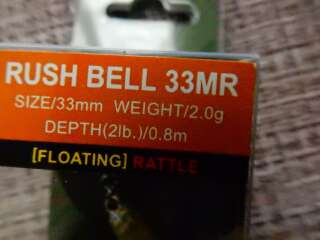 RUSH BELL 33MR
SIZE/33mm WEIGHT/2.0g
DEPTH(2lb.)/0.8m
[FLOATING] RATTLE